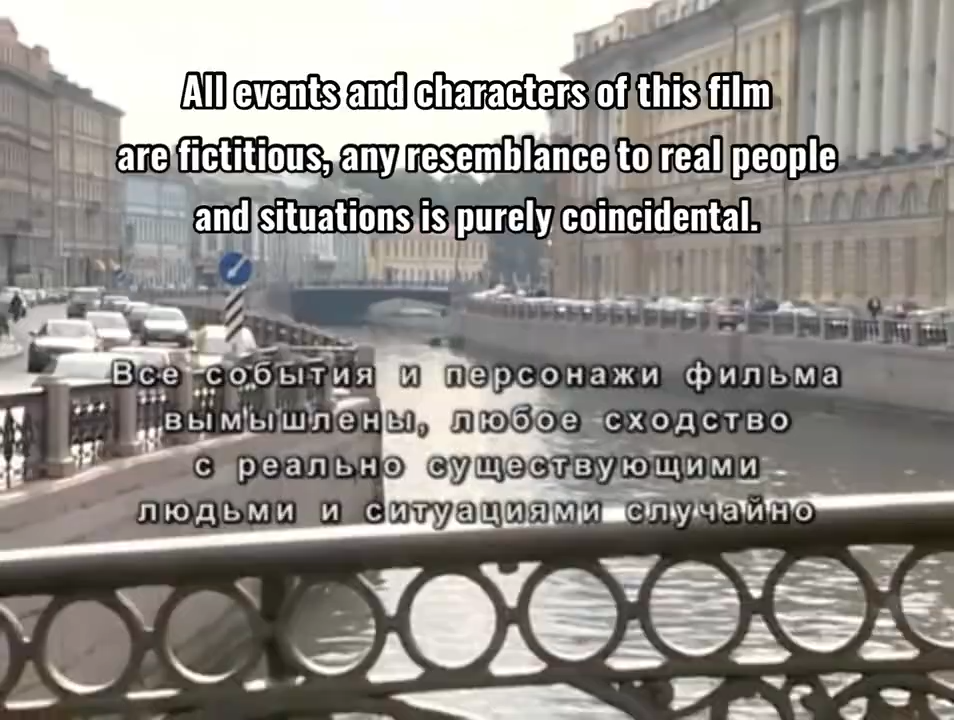 All events and characters of this film
are fictitious, any resemblance to real people
and situations is purely coincidental.
Все события и персонажи фильма
вымышлены, любое сходство
с реально существующими
людьми и ситуациями случайно